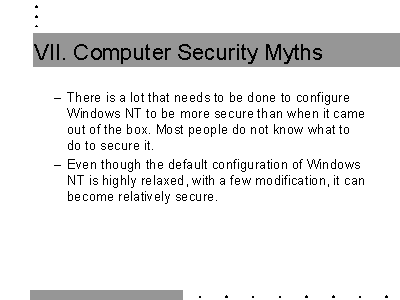 VII. Computer Security Myths
– There is a lot that needs to be done to configure
Windows NT to be more secure than when it came
out of the box. Most people do not know what to
do to secure it.
– Even though the default configuration of Windows
NT is highly relaxed, with a few modification, it can
become relatively secure.